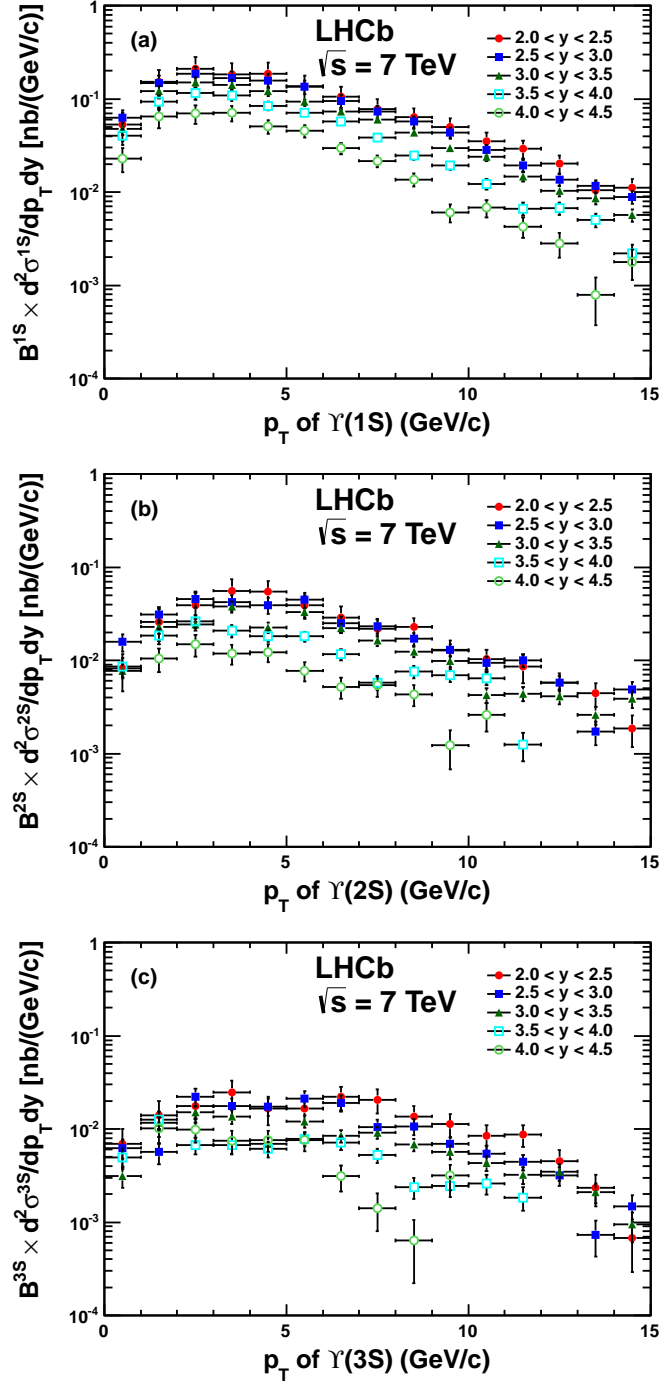 (a)
LHCb
√s = 7 TeV
2.0 < y < 2.5
2.5 < y < 3.0
3.0 < y < 3.5
3.5 < y < 4.0
4.0 < y < 4.5
B^1S × d²σ^1S/dp_T dy [nb/(GeV/c)]
1
10^-1
10^-2
10^-3
10^-4
0 5 10 15
p_T of ϒ(1S) (GeV/c)
(b)
LHCb
√s = 7 TeV
2.0 < y < 2.5
2.5 < y < 3.0
3.0 < y < 3.5
3.5 < y < 4.0
4.0 < y < 4.5
B^2S × d²σ^2S/dp_T dy [nb/(GeV/c)]
1
10^-1
10^-2
10^-3
10^-4
0 5 10 15
p_T of ϒ(2S) (GeV/c)
(c)
LHCb
√s = 7 TeV
2.0 < y < 2.5
2.5 < y < 3.0
3.0 < y < 3.5
3.5 < y < 4.0
4.0 < y < 4.5
B^3S × d²σ^3S/dp_T dy [nb/(GeV/c)]
1
10^-1
10^-2
10^-3
10^-4
0 5 10 15
p_T of ϒ(3S) (GeV/c)